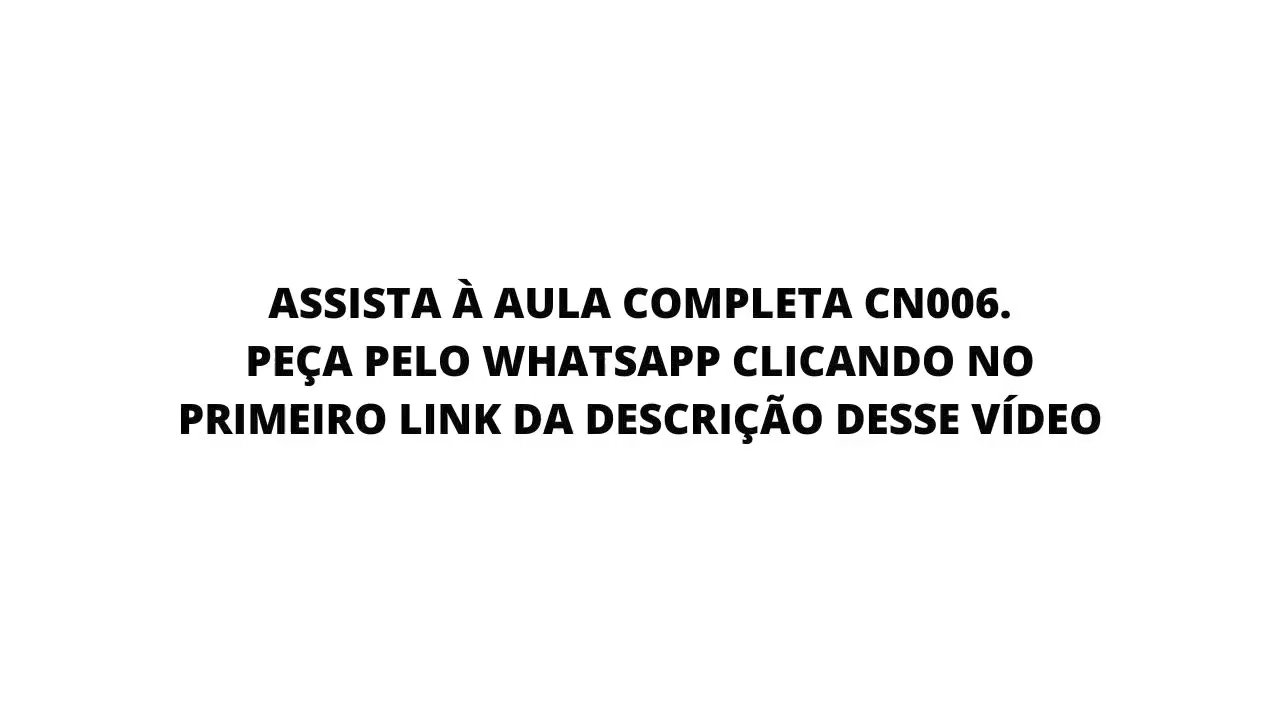 ASSISTA À AULA COMPLETA CN006.
PEÇA PELO WHATSAPP CLICANDO NO
PRIMEIRO LINK DA DESCRIÇÃO DESSE VÍDEO